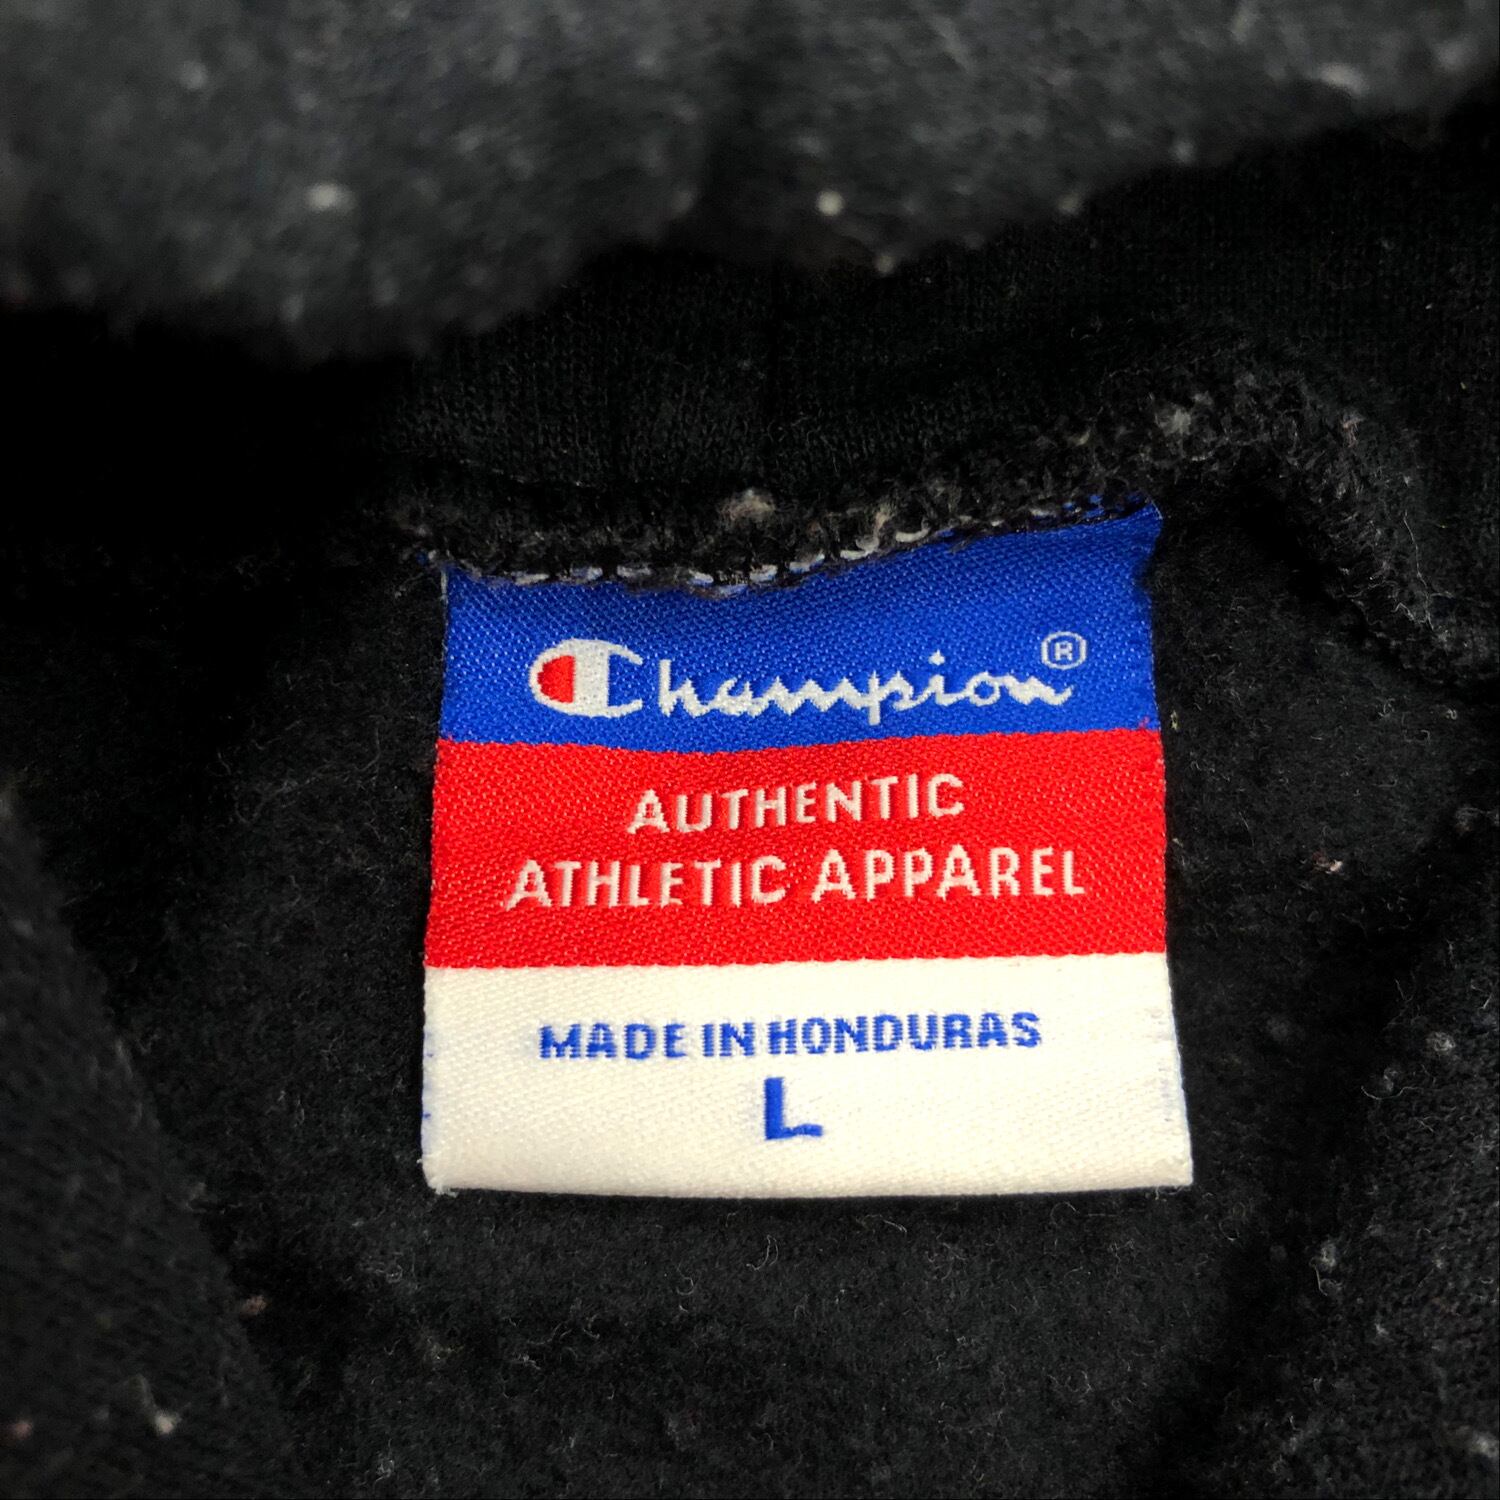 Champion®
AUTHENTIC
ATHLETIC APPAREL
MADE IN HONDURAS
L